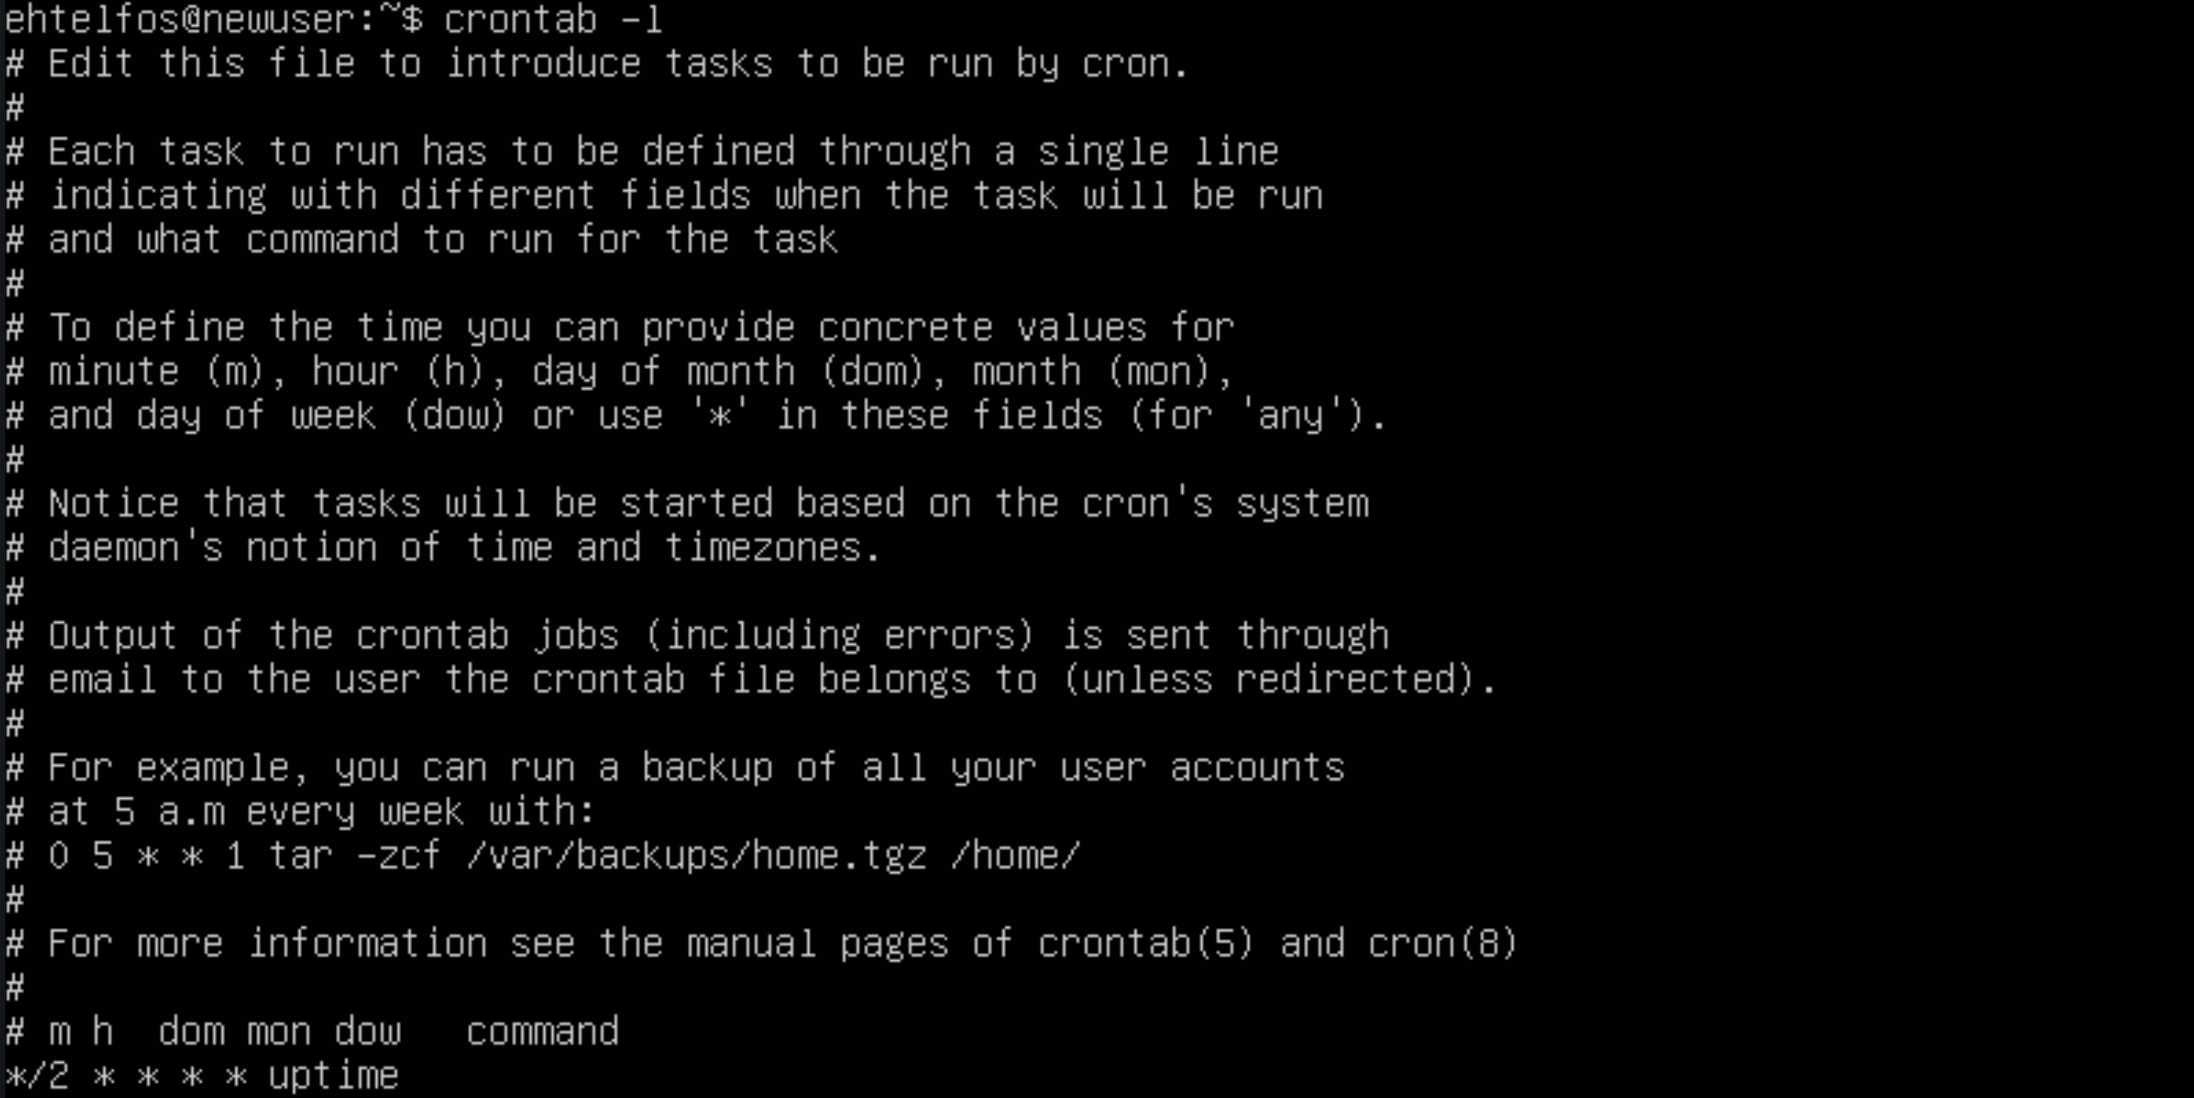 ehtelfos@newuser:~$ crontab -l
# Edit this file to introduce tasks to be run by cron.
#
# Each task to run has to be defined through a single line
# indicating with different fields when the task will be run
# and what command to run for the task
#
# To define the time you can provide concrete values for
# minute (m), hour (h), day of month (dom), month (mon),
# and day of week (dow) or use '*' in these fields (for 'any').
#
# Notice that tasks will be started based on the cron's system
# daemon's notion of time and timezones.
#
# Output of the crontab jobs (including errors) is sent through
# email to the user the crontab file belongs to (unless redirected).
#
# For example, you can run a backup of all your user accounts
# at 5 a.m every week with:
# 0 5 * * 1 tar -zcf /var/backups/home.tgz /home/
#
# For more information see the manual pages of crontab(5) and cron(8)
#
# m h  dom mon dow   command
*/2 * * * * uptime